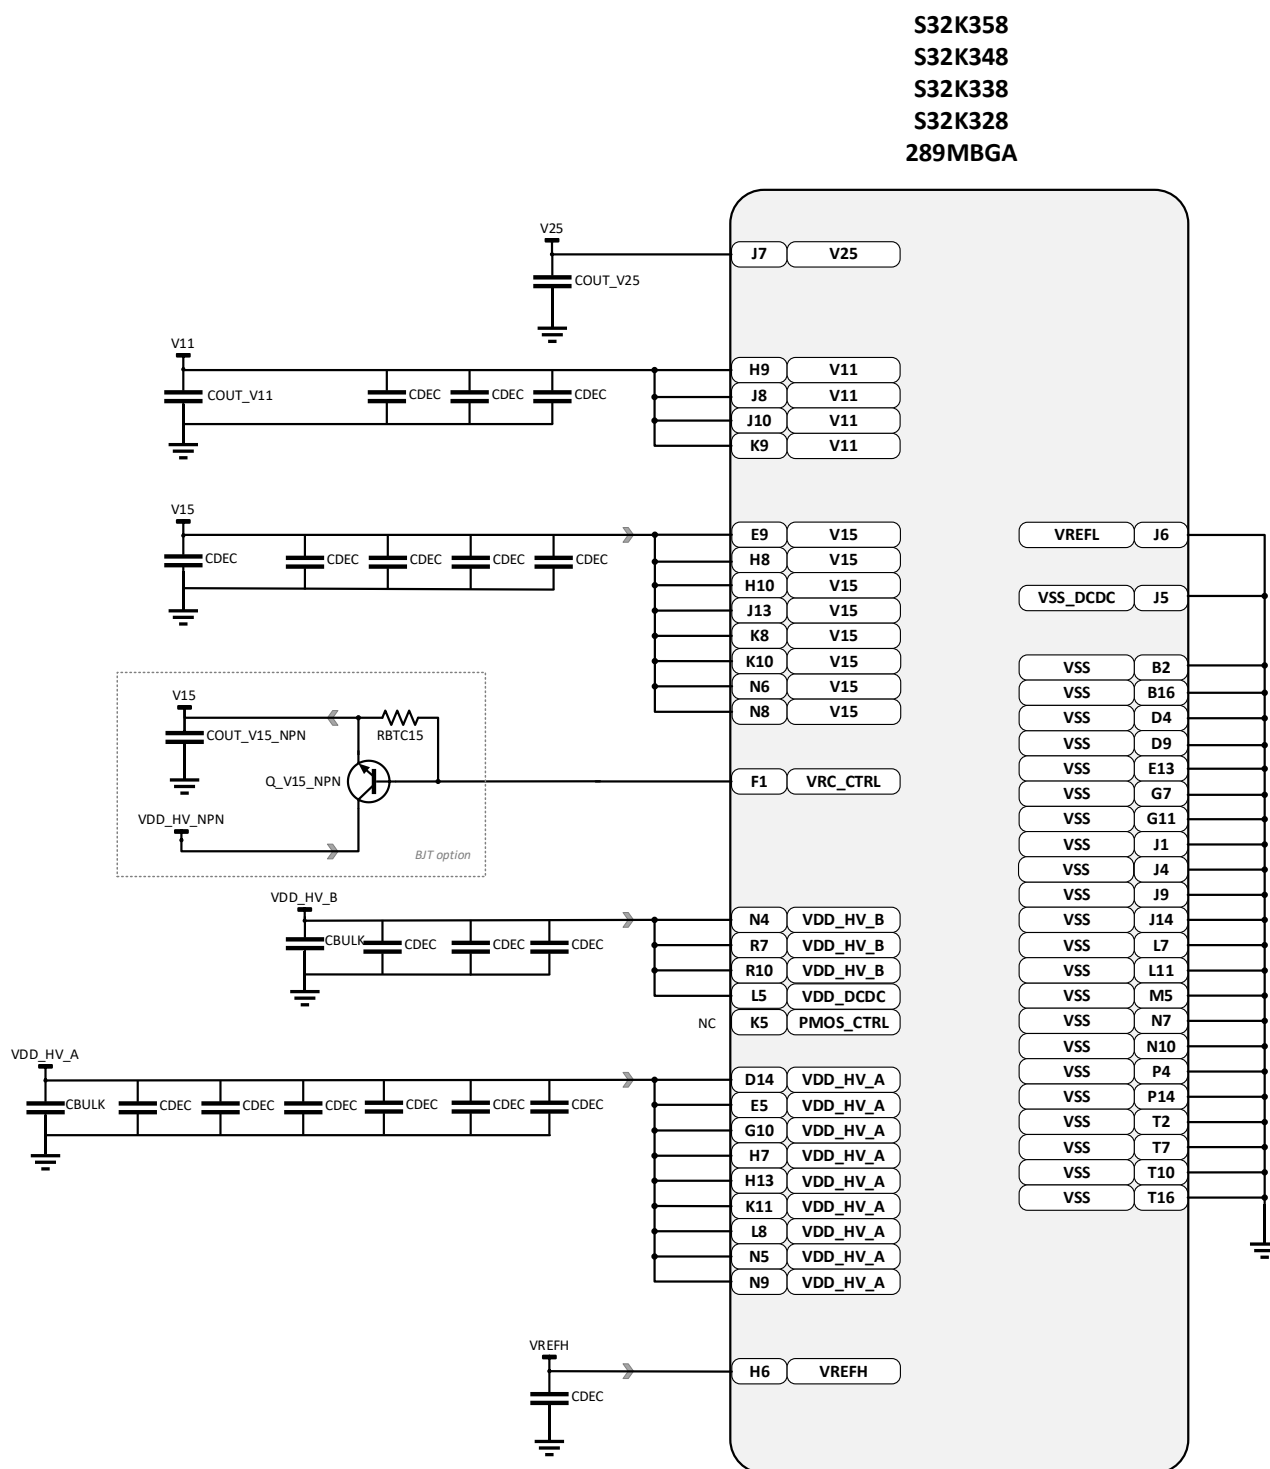 S32K358
S32K348
S32K338
S32K328
289MBGA
V25
J7 V25
COUT_V25
V11
COUT_V11 CDEC CDEC CDEC
H9 V11
J8 V11
J10 V11
K9 V11
V15
CDEC CDEC CDEC CDEC CDEC
E9 V15
H8 V15
H10 V15
J13 V15
K8 V15
K10 V15
N6 V15
N8 V15
VREFL J6
VSS_DCDC J5
V15
COUT_V15_NPN RBTC15
Q_V15_NPN
VDD_HV_NPN
BJT option
F1 VRC_CTRL
VDD_HV_B
CBULK CDEC CDEC CDEC
N4 VDD_HV_B
R7 VDD_HV_B
R10 VDD_HV_B
L5 VDD_DCDC
NC K5 PMOS_CTRL
VDD_HV_A
CBULK CDEC CDEC CDEC CDEC CDEC CDEC
D14 VDD_HV_A
E5 VDD_HV_A
G10 VDD_HV_A
H7 VDD_HV_A
H13 VDD_HV_A
K11 VDD_HV_A
L8 VDD_HV_A
N5 VDD_HV_A
N9 VDD_HV_A
VREFH
CDEC
H6 VREFH
VSS B2
VSS B16
VSS D4
VSS D9
VSS E13
VSS G7
VSS G11
VSS J1
VSS J4
VSS J9
VSS J14
VSS L7
VSS L11
VSS M5
VSS N7
VSS N10
VSS P4
VSS P14
VSS T2
VSS T7
VSS T10
VSS T16